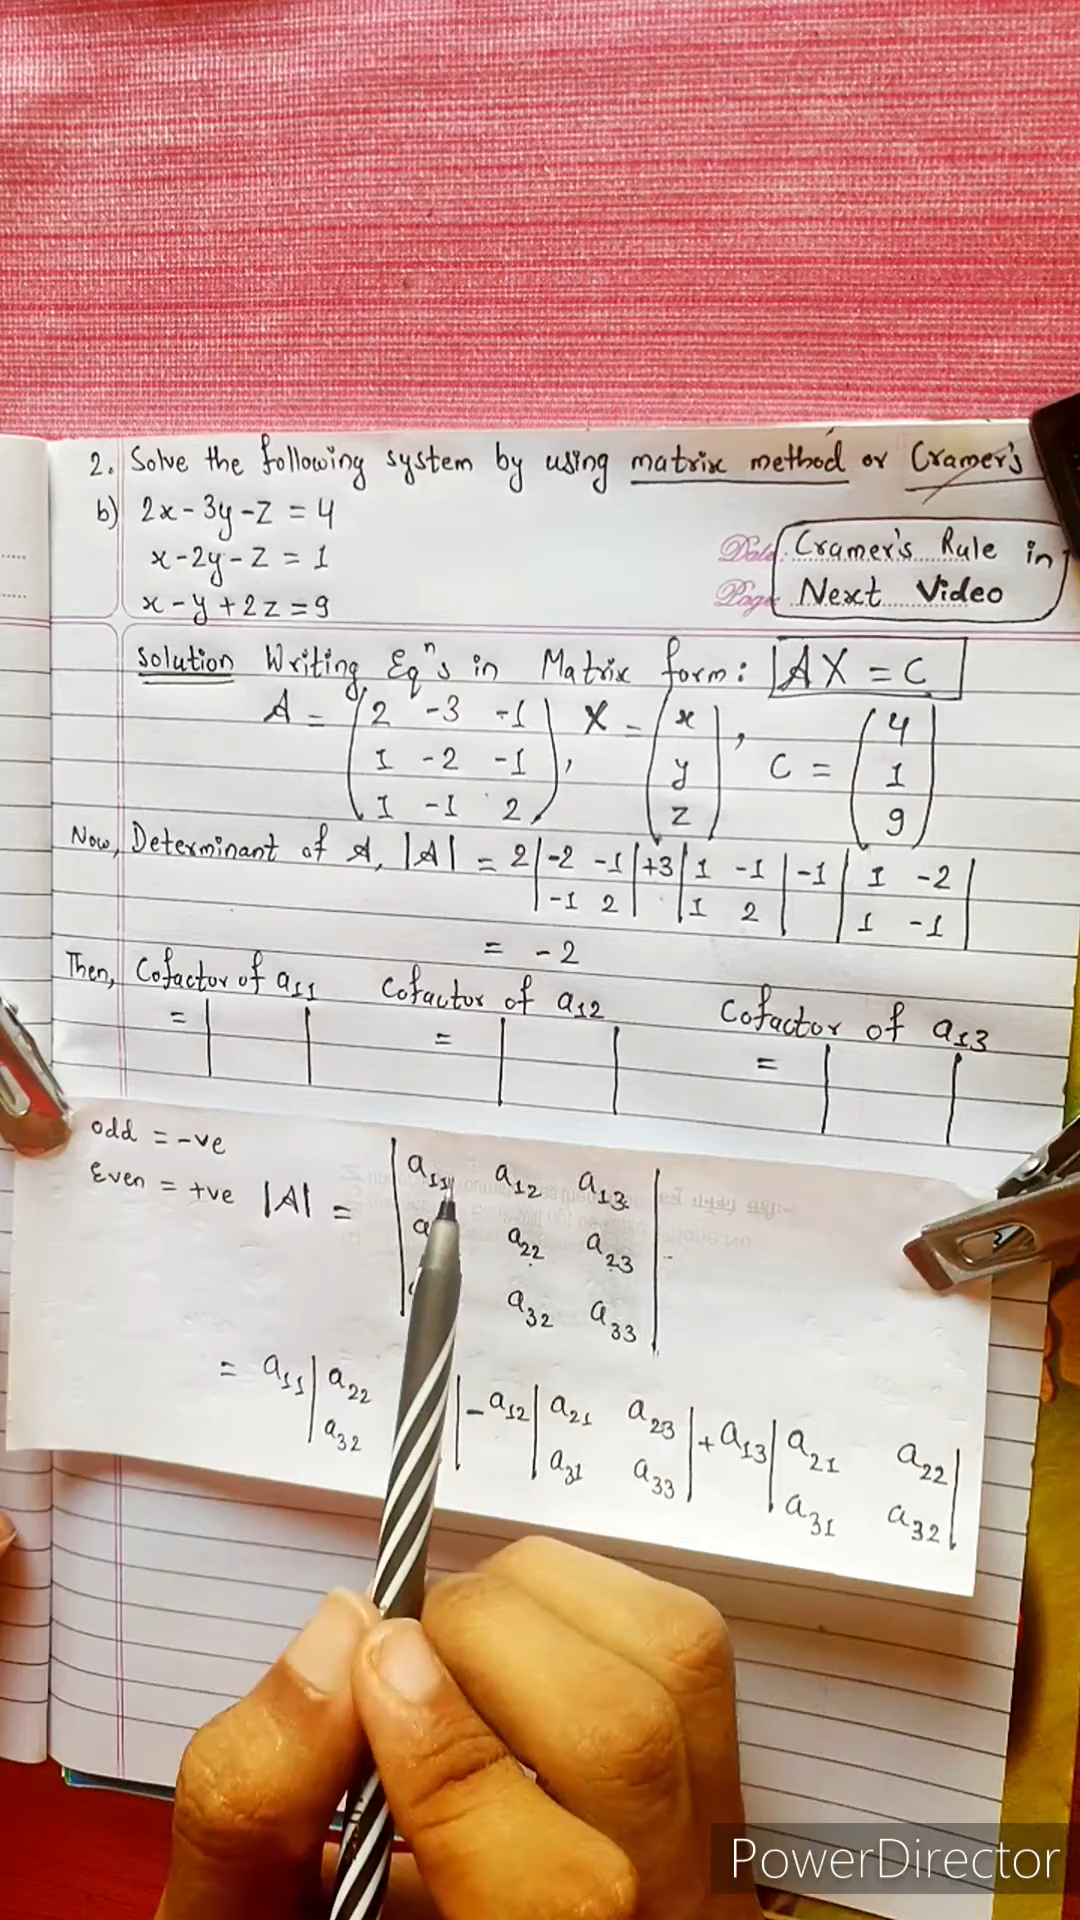 2. Solve the following system by using matrix method or Cramer's
b) 2x - 3y - z = 4
x - 2y - z = 1
x - y + 2z = 9
Date: Cramer's Rule in
Page: Next Video
Solution Writing Eqⁿ's in Matrix form: AX = C
A = (2 -3 -1), X = (x), C = (4)
1 -2 -1 y 1
1 -1 2 z 9
Now, Determinant of A, |A| = 2|-2 -1|+3|1 -1|-1|1 -2|
-1 2 1 2 1 -1
= -2
Then, Cofactor of a11 Cofactor of a12 Cofactor of a13
= | | = | | = | |
odd = -ve
Even = +ve |A| = |a11 a12 a13|
a22 a23
a32 a33
= a11|a22 |-a12|a21 a23|+a13|a21 a22|
a32 a31 a33 a31 a32
PowerDirector